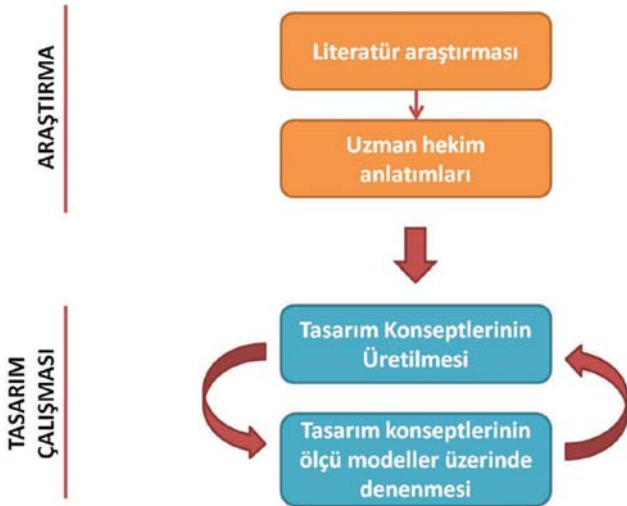 ARAŞTIRMA
Literatür araştırması
Uzman hekim
anlatımları
TASARIM
ÇALIŞMASI
Tasarım Konseptlerinin
Üretilmesi
Tasarım konseptlerinin
ölçü modeller üzerinde
denenmesi